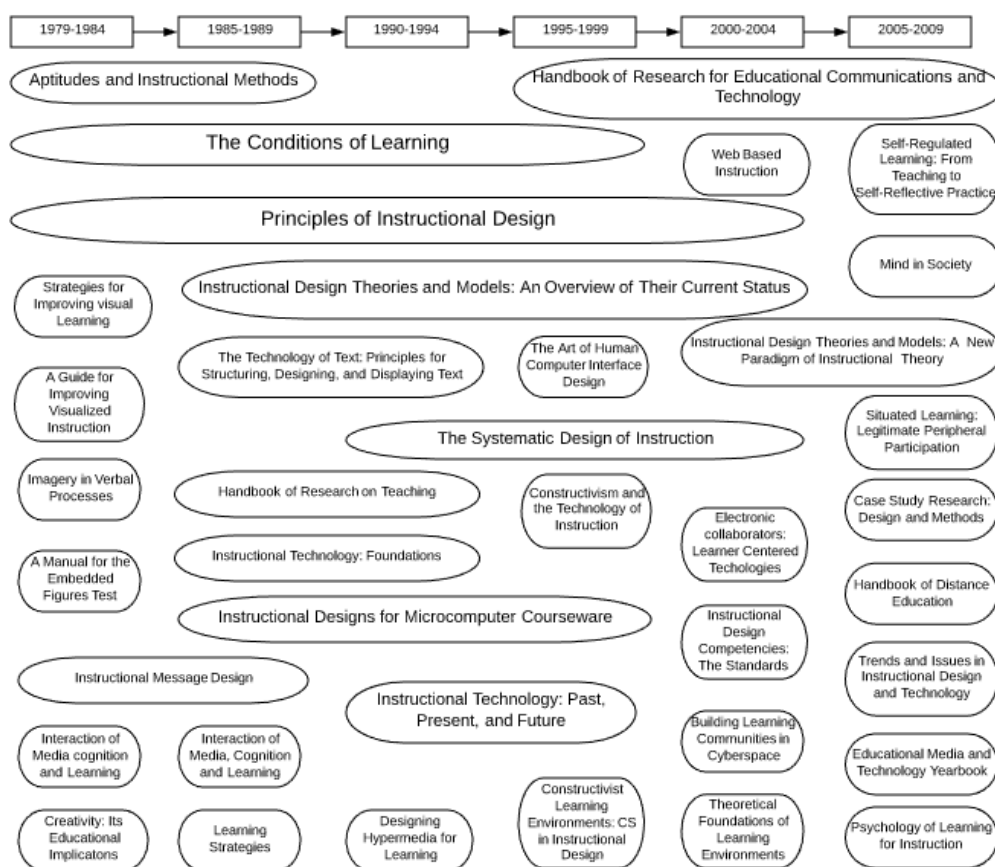 1979-1984
1985-1989
1990-1994
1995-1999
2000-2004
2005-2009
Aptitudes and Instructional Methods
Handbook of Research for Educational Communications and
Technology
The Conditions of Learning
Web Based
Instruction
Self-Regulated
Learning: From
Teaching to
Self-Reflective Practice
Principles of Instructional Design
Mind in Society
Strategies for
Improving visual
Learning
Instructional Design Theories and Models: An Overview of Their Current Status
The Technology of Text: Principles for
Structuring, Designing, and Displaying Text
The Art of Human
Computer Interface
Design
Instructional Design Theories and Models: A New
Paradigm of Instructional Theory
A Guide for
Improving
Visualized
Instruction
Situated Learning:
Legitimate Peripheral
Participation
The Systematic Design of Instruction
Imagery in Verbal
Processes
Handbook of Research on Teaching
Constructivism and
the Technology of
Instruction
Case Study Research:
Design and Methods
Electronic
collaborators:
Learner Centered
Techologies
A Manual for the
Embedded
Figures Test
Instructional Technology: Foundations
Handbook of Distance
Education
Instructional Designs for Microcomputer Courseware
Instructional
Design
Competencies:
The Standards
Instructional Message Design
Trends and Issues in
Instructional Design
and Technology
Instructional Technology: Past,
Present, and Future
Interaction of
Media cognition
and Learning
Interaction of
Media, Cognition
and Learning
Building Learning
Communities in
Cyberspace
Educational Media and
Technology Yearbook
Creativity: Its
Educational
Implicatons
Learning
Strategies
Designing
Hypermedia for
Learning
Constructivist
Learning
Environments: CS
in Instructional
Design
Theoretical
Foundations of
Learning
Environments
Psychology of Learning
for Instruction